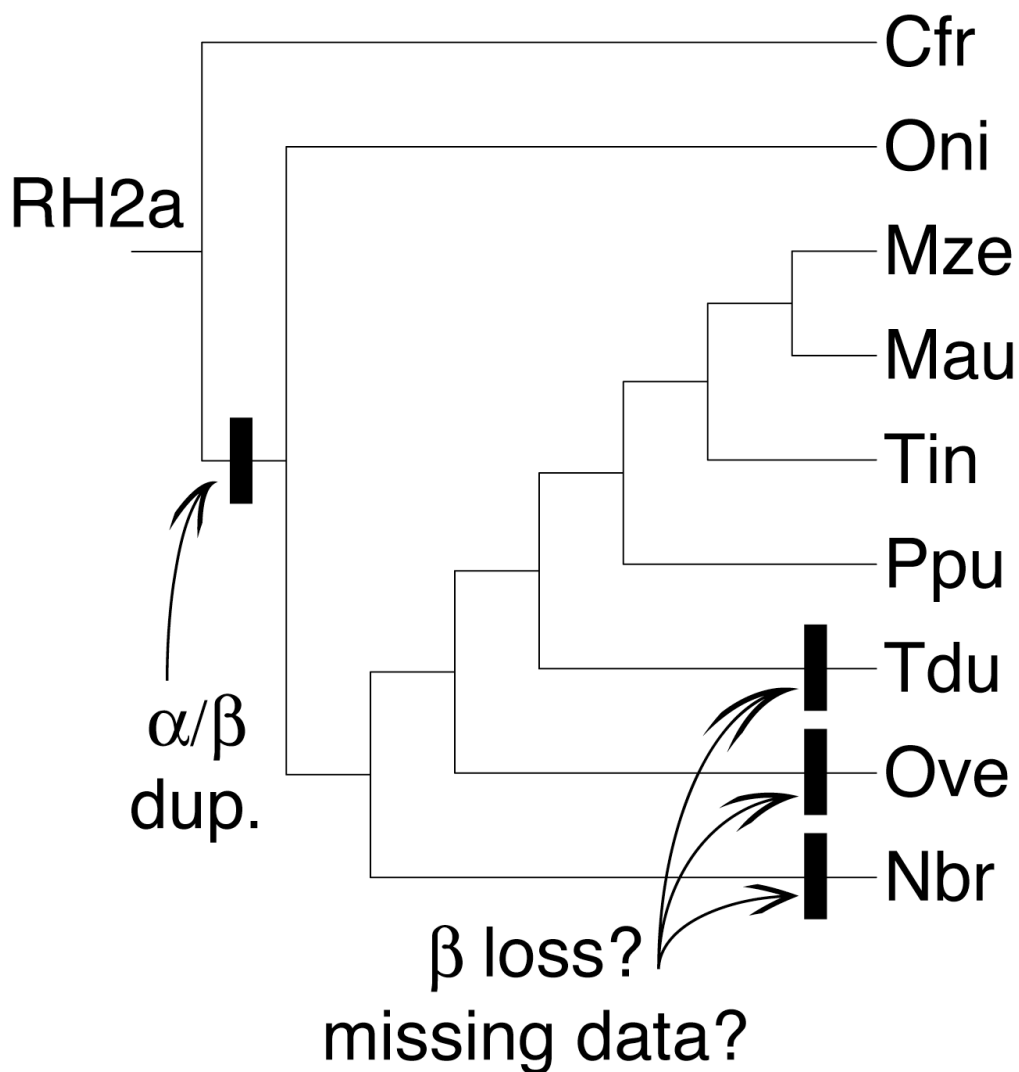 Cfr
Oni
RH2a
Mze
Mau
Tin
Ppu
Tdu
α/β
dup.
Ove
Nbr
β loss?
missing data?